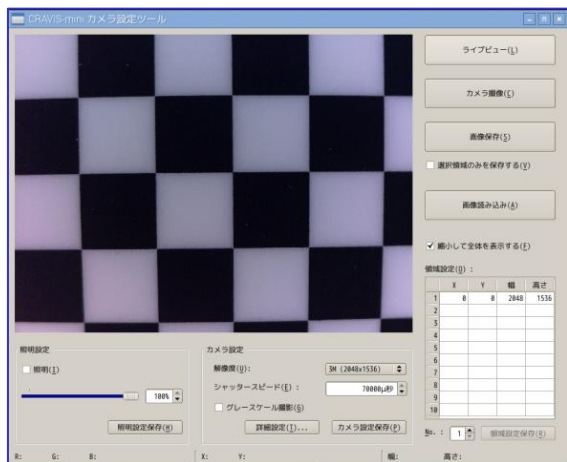 CRAVIS-mini カメラ設定ツール
ライブビュー(L)
カメラ撮像(C)
画像保存(S)
選択領域のみを保存する(V)
画像読み込み(A)
縮小して全体を表示する(F)
領域設定(O) :
X Y 幅 高さ
1 0 0 2048 1536
2
3
4
5
6
7
8
9
10
No. : 1 領域設定保存(R)
照明設定
照明(I)
100%
照明設定保存(H)
カメラ設定
解像度(U): 3M (2048x1536)
シャッタースピード(E) : 70000μ秒
グレースケール撮影(G)
詳細設定(T)... カメラ設定保存(P)
R: G: B: X: Y: 幅: 高さ: